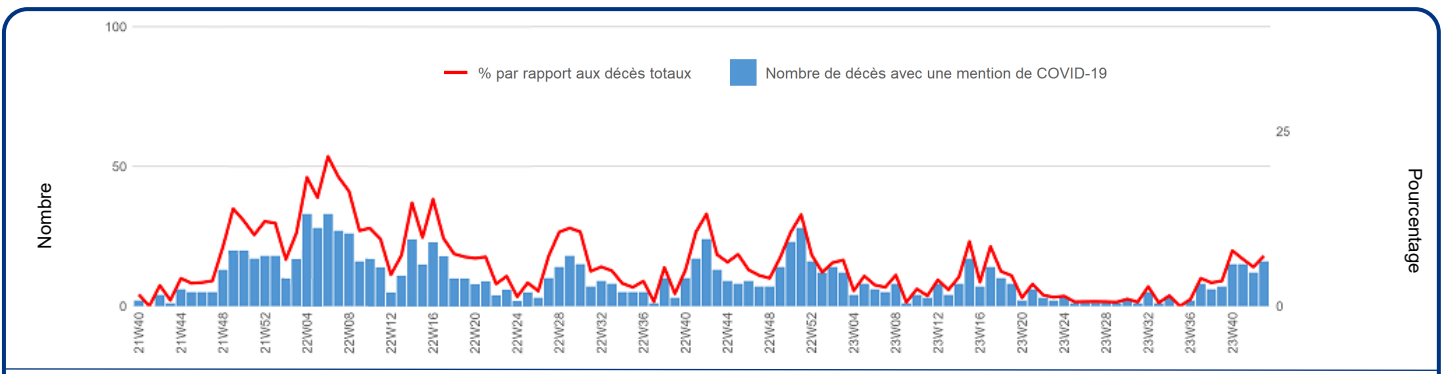 100
% par rapport aux décès totaux
Nombre de décès avec une mention de COVID-19
25
50
Nombre
Pourcentage
0
0
21W40
21W44
21W48
21W52
22W04
22W08
22W12
22W16
22W20
22W24
22W28
22W32
22W36
22W40
22W44
22W48
22W52
23W04
23W08
23W12
23W16
23W20
23W24
23W28
23W32
23W36
23W40